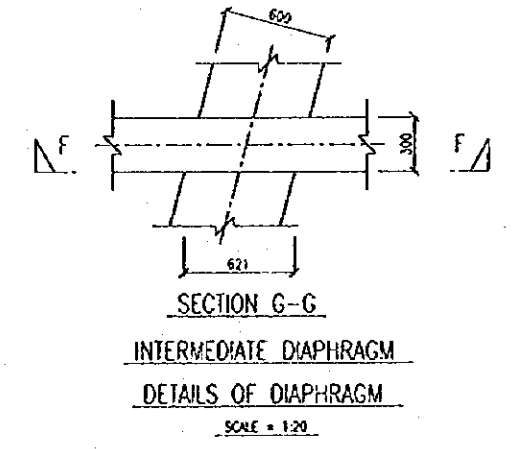 600
F
300
F
621
SECTION G-G
INTERMEDIATE DIAPHRAGM
DETAILS OF DIAPHRAGM
SCALE = 1:20